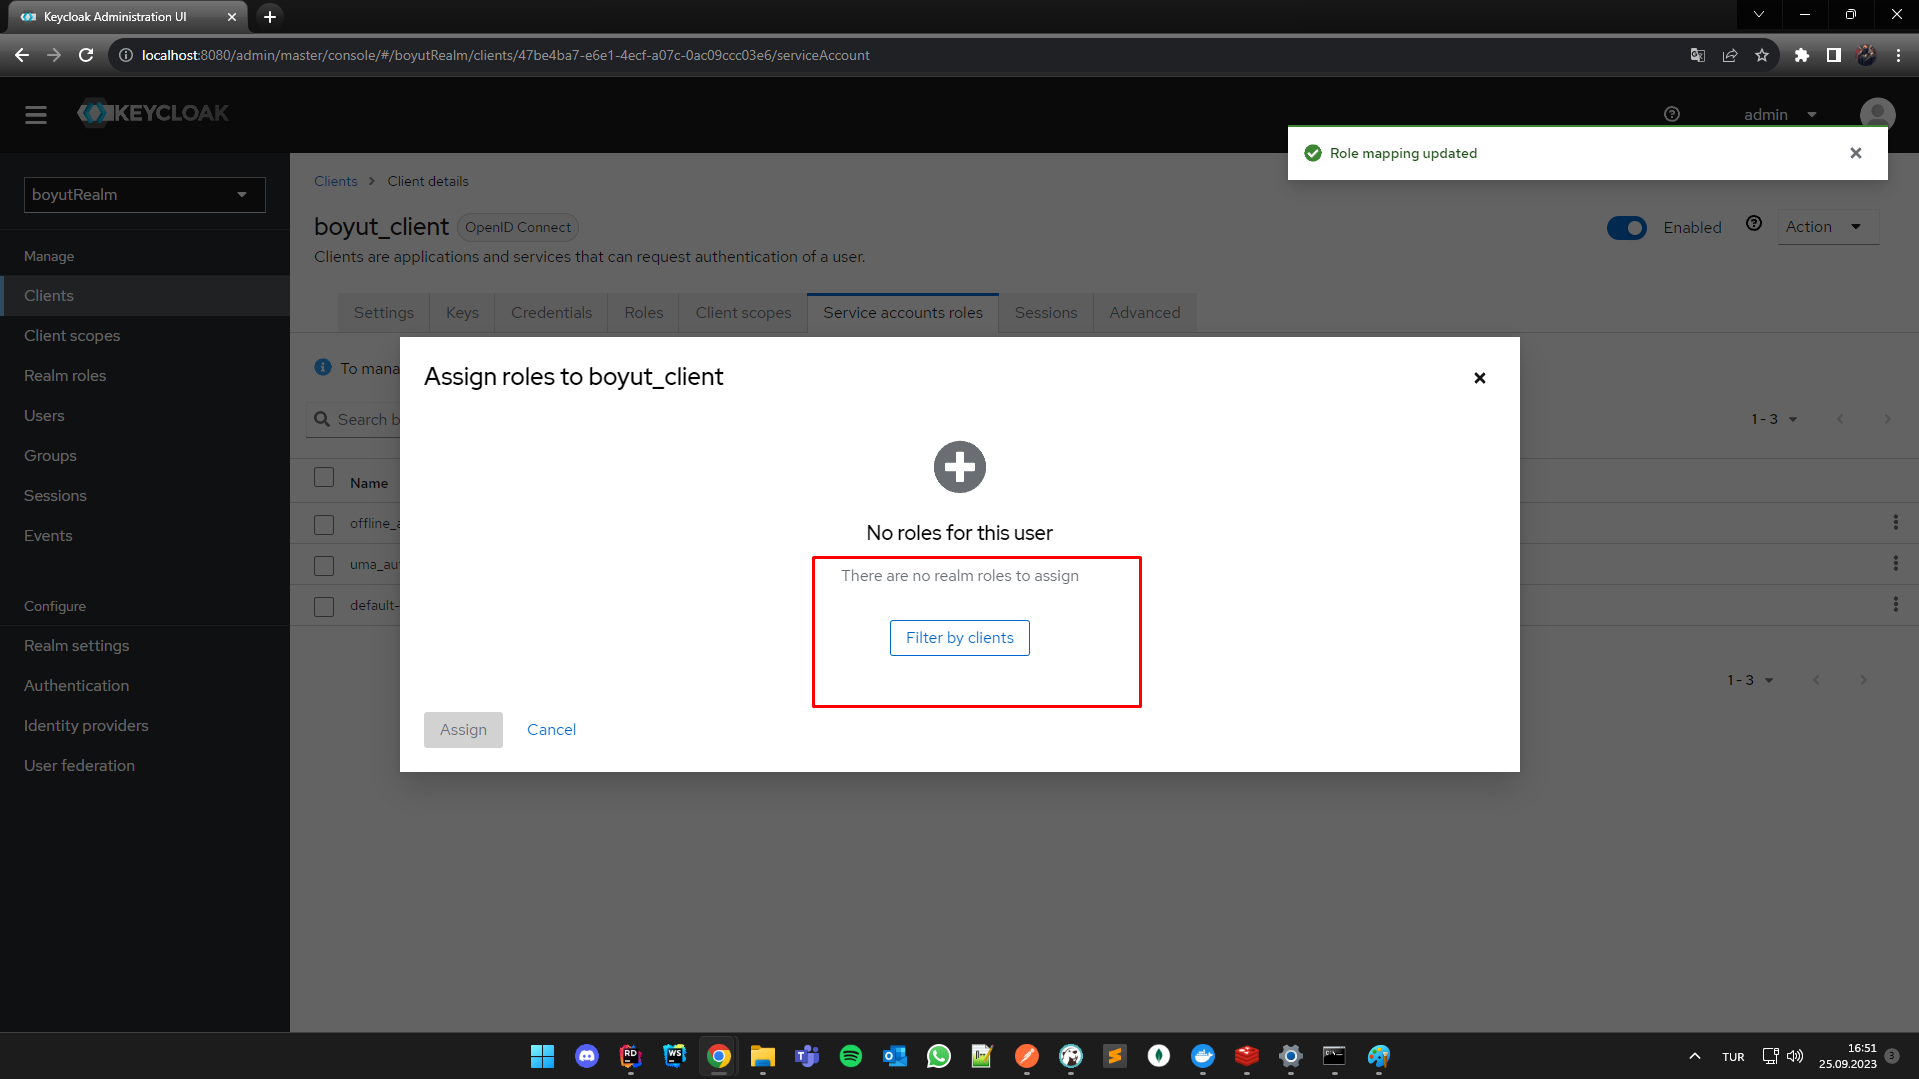 Keycloak Administration UI
localhost:8080/admin/master/console/#/boyutRealm/clients/47be4ba7-e6e1-4ecf-a07c-0ac09ccc03e6/serviceAccount
KEYCLOAK
admin
Role mapping updated
boyutRealm
Manage
Clients
Client scopes
Realm roles
Users
Groups
Sessions
Events
Configure
Realm settings
Authentication
Identity providers
User federation
Clients > Client details
boyut_client OpenID Connect
Enabled
Action
Clients are applications and services that can request authentication of a user.
Settings Keys Credentials Roles Client scopes Service accounts roles Sessions Advanced
To mana
Search b
1 - 3
Name
offline_a
uma_au
default-
1 - 3
Assign roles to boyut_client
No roles for this user
There are no realm roles to assign
Filter by clients
Assign Cancel
RD
WS
TUR
16:51
25.09.2023
3